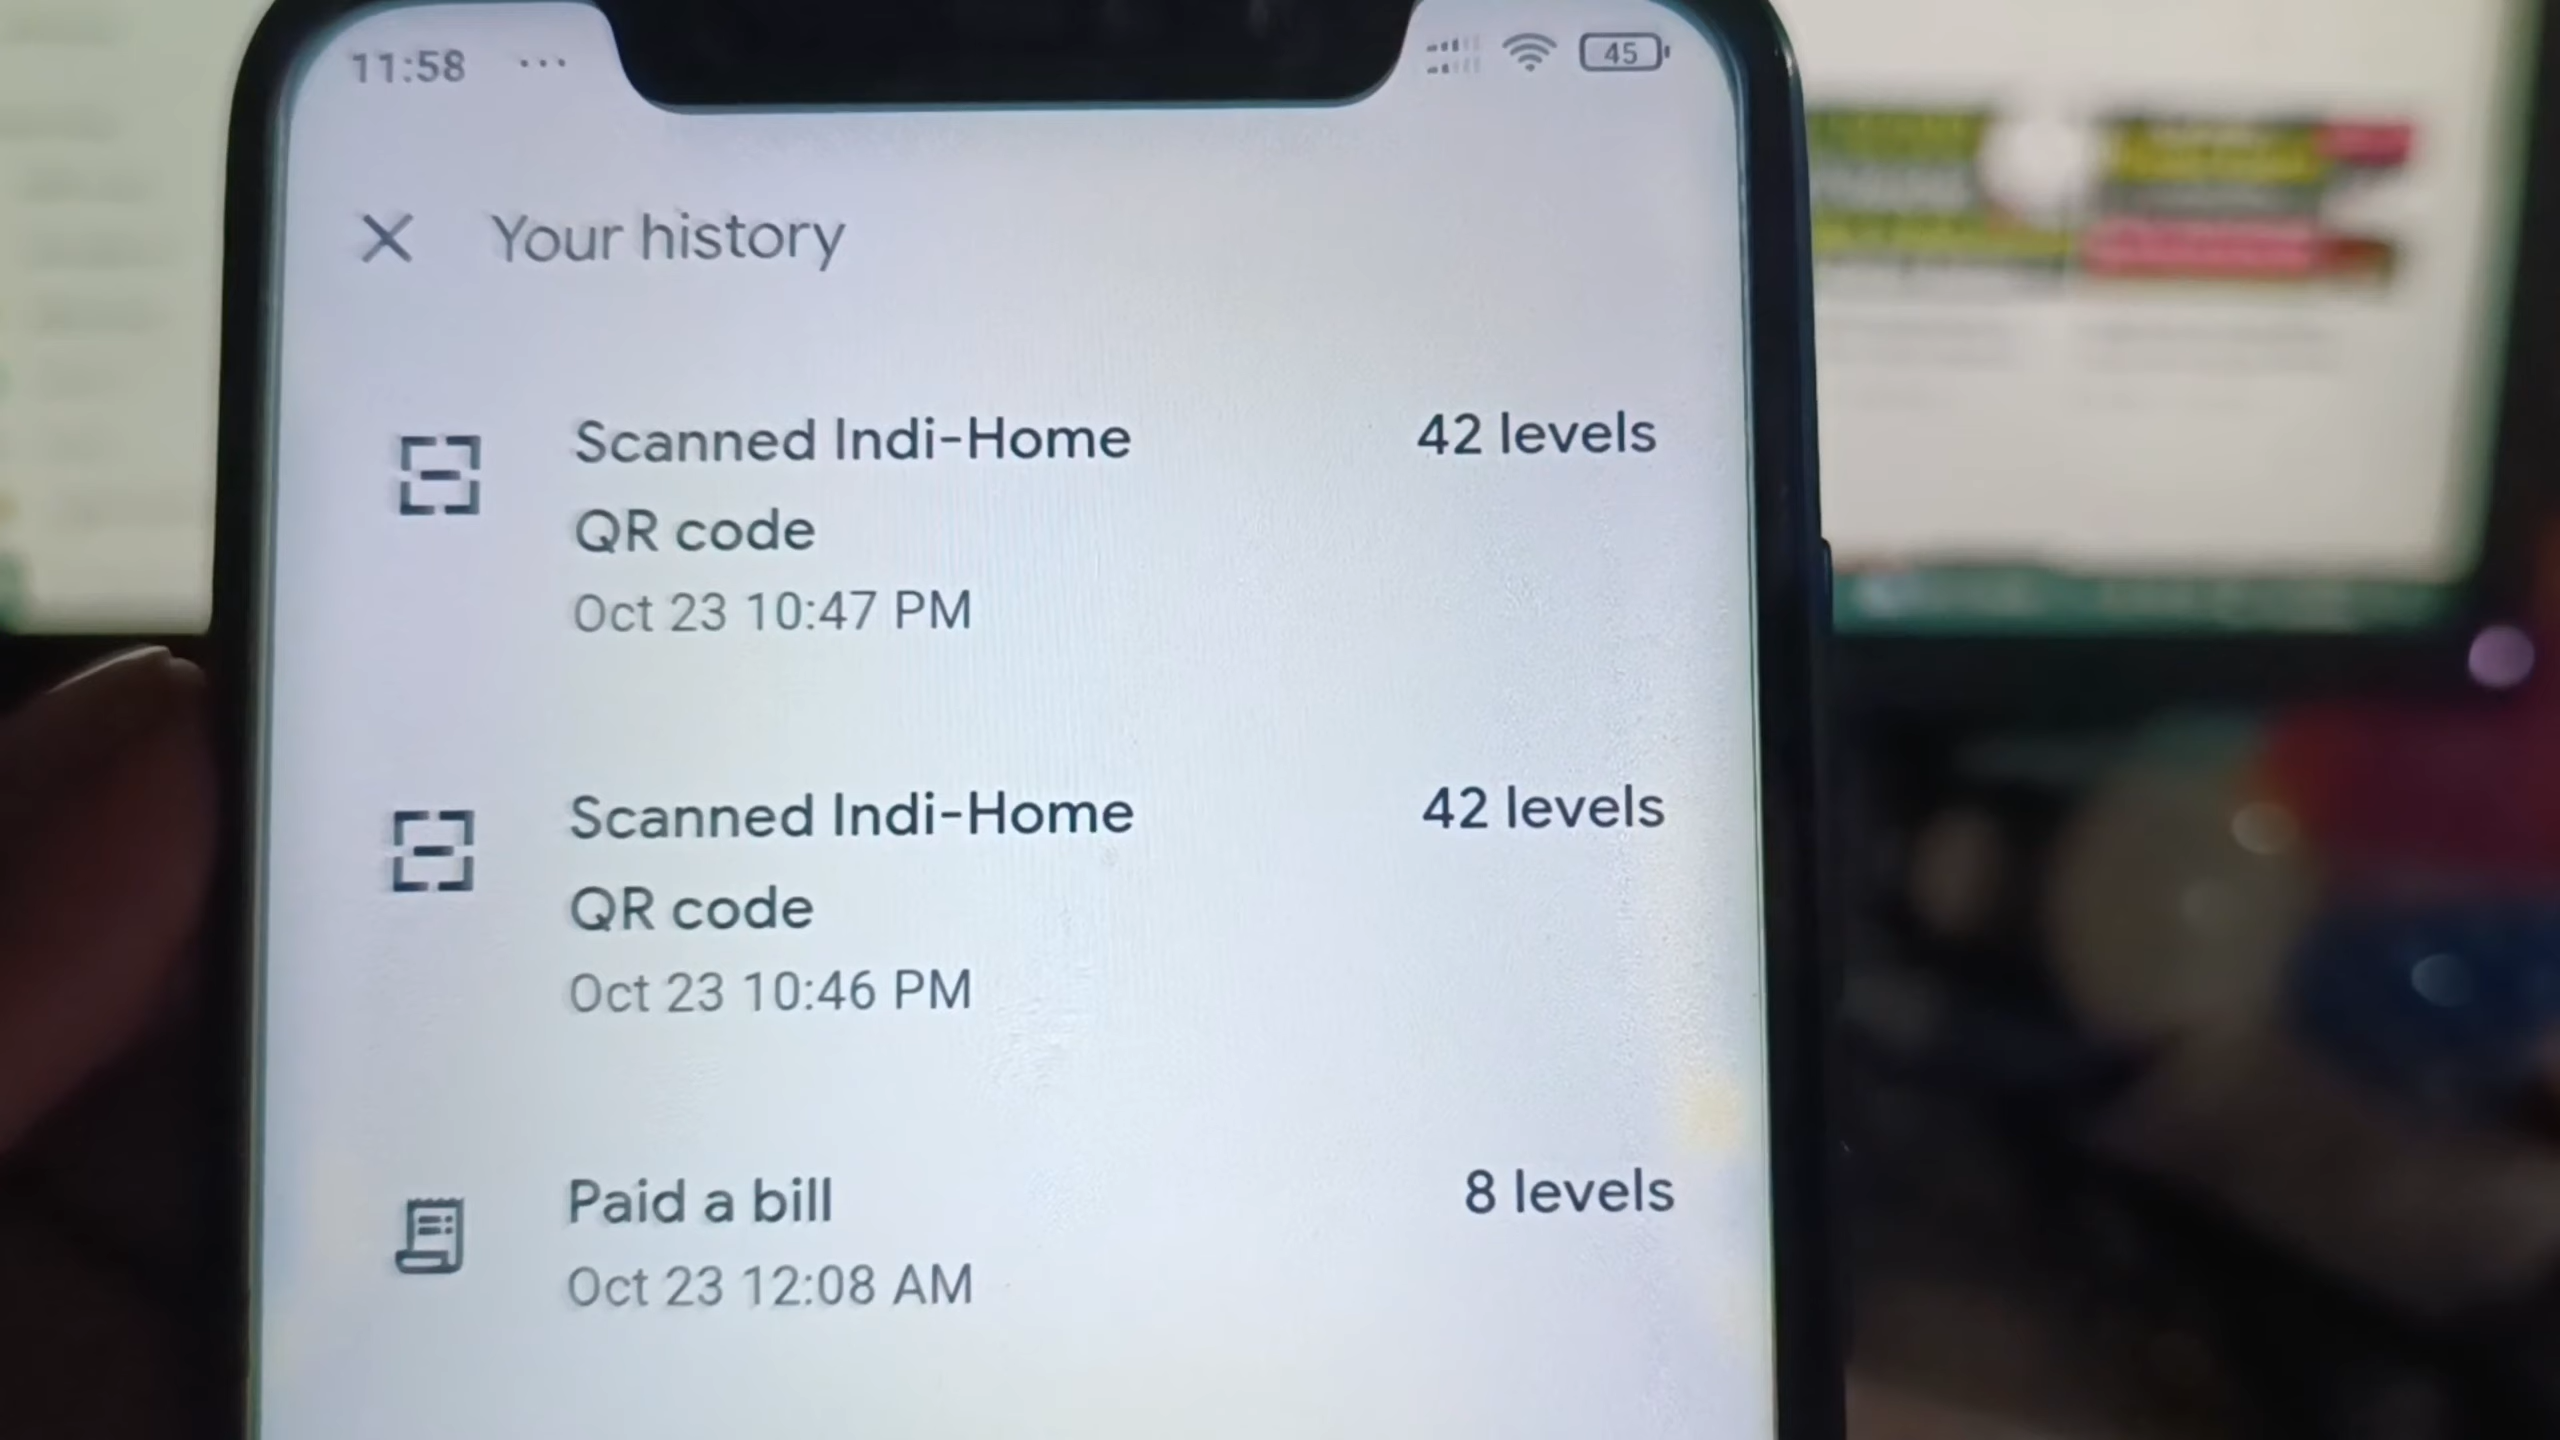 11:58 ...
45
Your history
Scanned Indi-Home
42 levels
QR code
Oct 23 10:47 PM
Scanned Indi-Home
42 levels
QR code
Oct 23 10:46 PM
Paid a bill
8 levels
Oct 23 12:08 AM